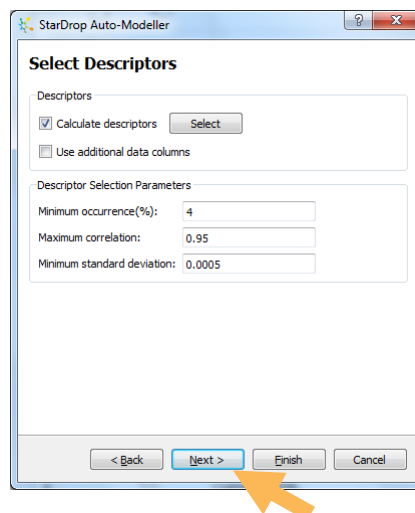 StarDrop Auto-Modeller ? X
Select Descriptors
Descriptors
Calculate descriptors Select
Use additional data columns
Descriptor Selection Parameters
Minimum occurrence(%): 4
Maximum correlation: 0.95
Minimum standard deviation: 0.0005
< Back Next > Finish Cancel